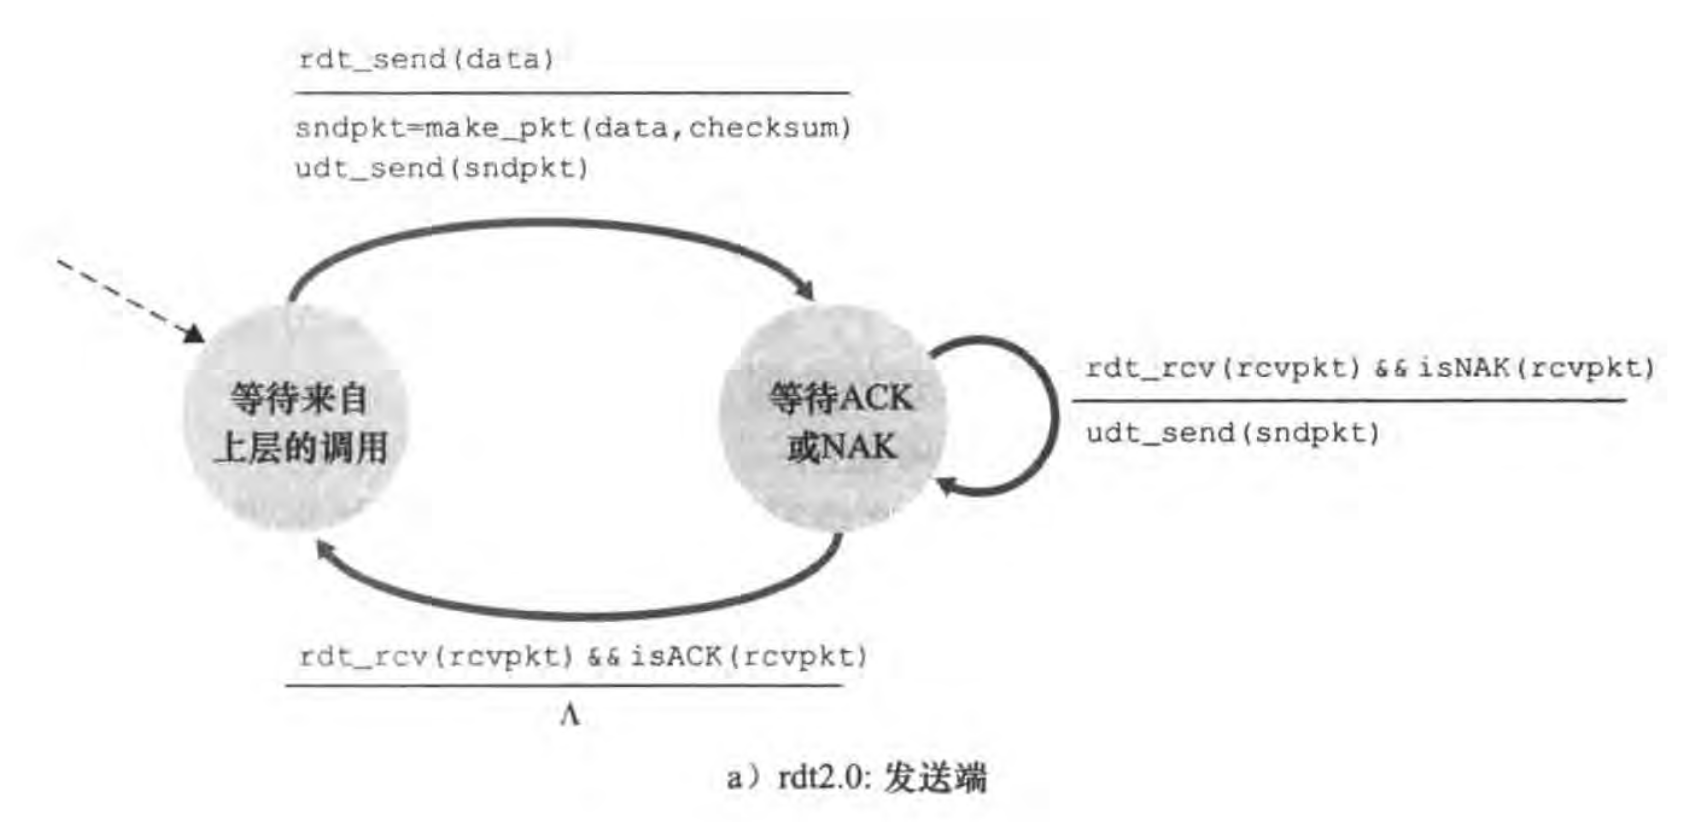 rdt_send(data)
sndpkt=make_pkt(data,checksum)
udt_send(sndpkt)
等待来自
上层的调用
等待ACK
或NAK
rdt_rcv(rcvpkt)&&isNAK(rcvpkt)
udt_send(sndpkt)
rdt_rcv(rcvpkt)&&isACK(rcvpkt)
Λ
a）rdt2.0: 发送端